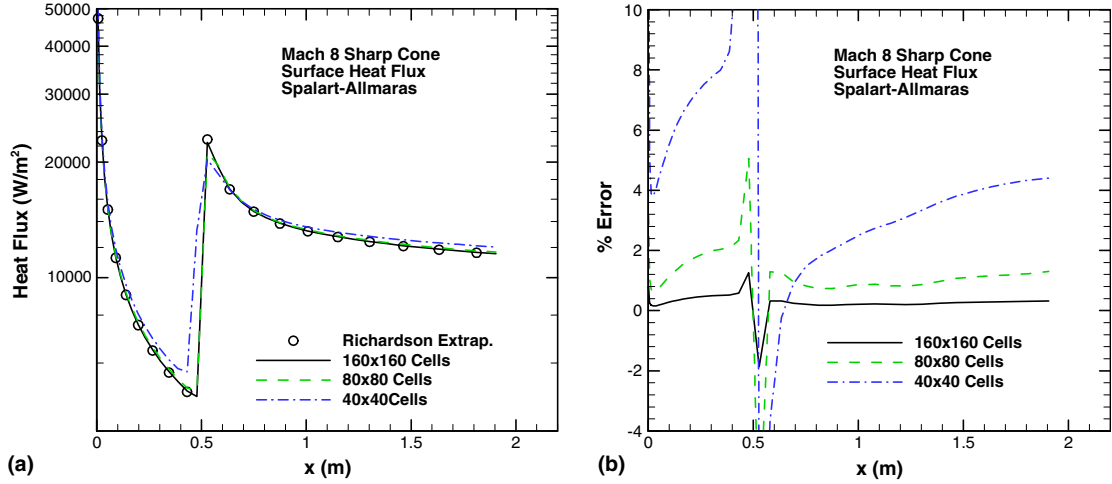 50000
40000
30000
20000
10000
Heat Flux (W/m²)
Mach 8 Sharp Cone
Surface Heat Flux
Spalart-Allmaras
Richardson Extrap.
160x160 Cells
80x80 Cells
40x40Cells
0
0.5
1
1.5
2
x (m)
(a)
10
8
6
4
2
0
-2
-4
% Error
Mach 8 Sharp Cone
Surface Heat Flux
Spalart-Allmaras
160x160 Cells
80x80 Cells
40x40 Cells
0
0.5
1
1.5
2
x (m)
(b)